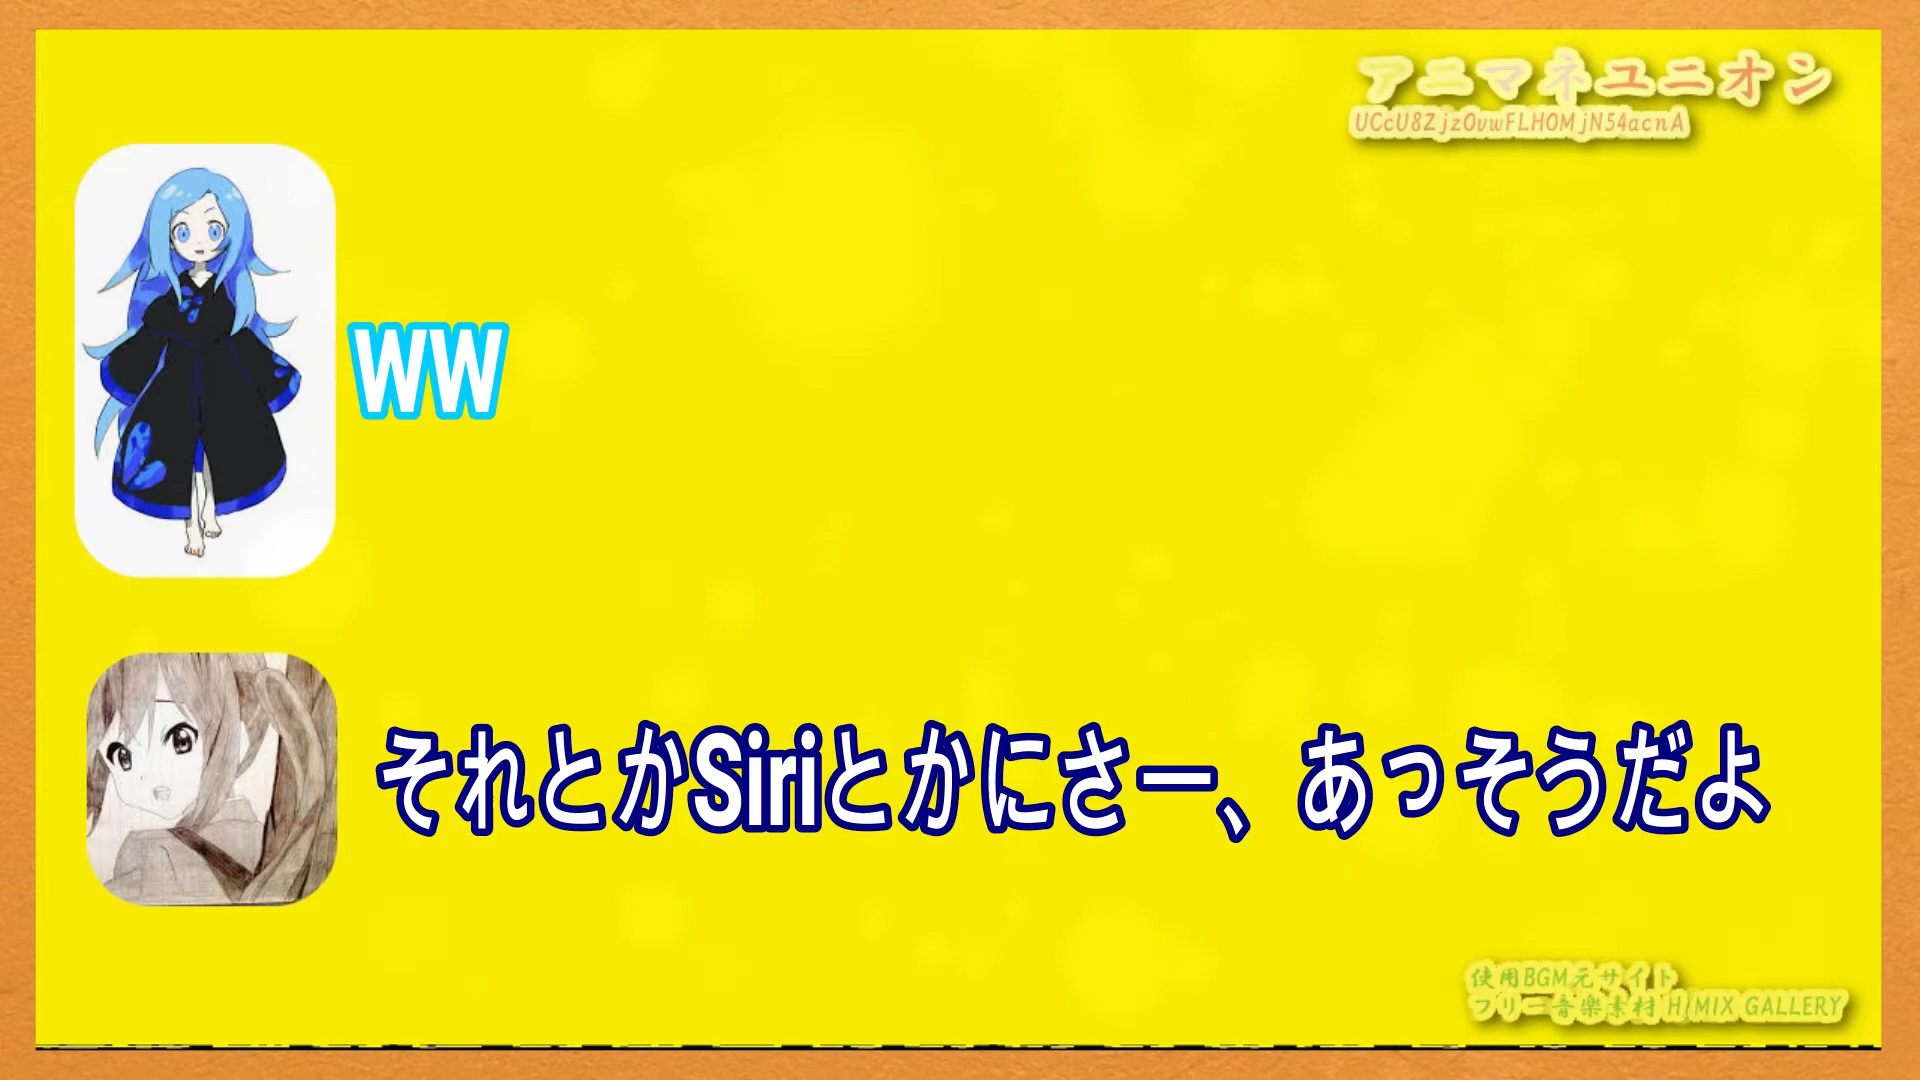 アニマネユニオン
UCcU8ZjzOvwFLHOMjN54acnA
WW
それとかSiriとかにさー、あっそうだよ
使用BGM元サイト
フリー音楽素材 H/MIX GALLERY